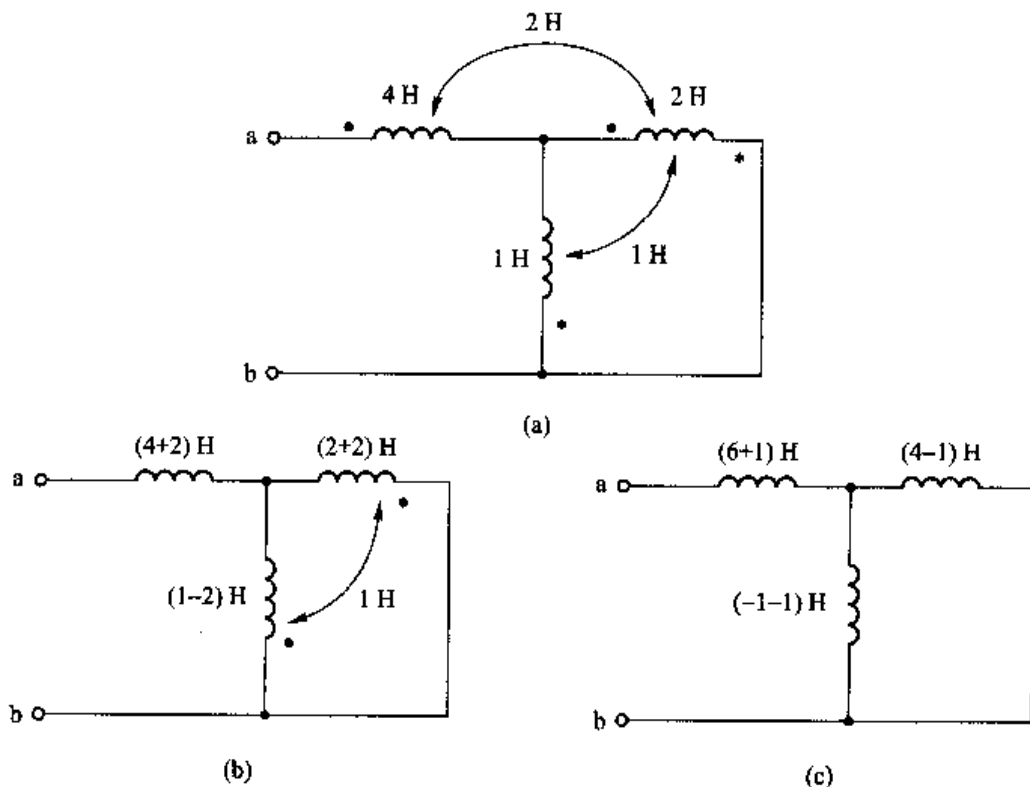 2 H
4 H
2 H
a
*
1 H
1 H
b
(a)
(4+2) H
(2+2) H
a
(1–2) H
1 H
b
(b)
(6+1) H
(4–1) H
a
(–1–1) H
b
(c)